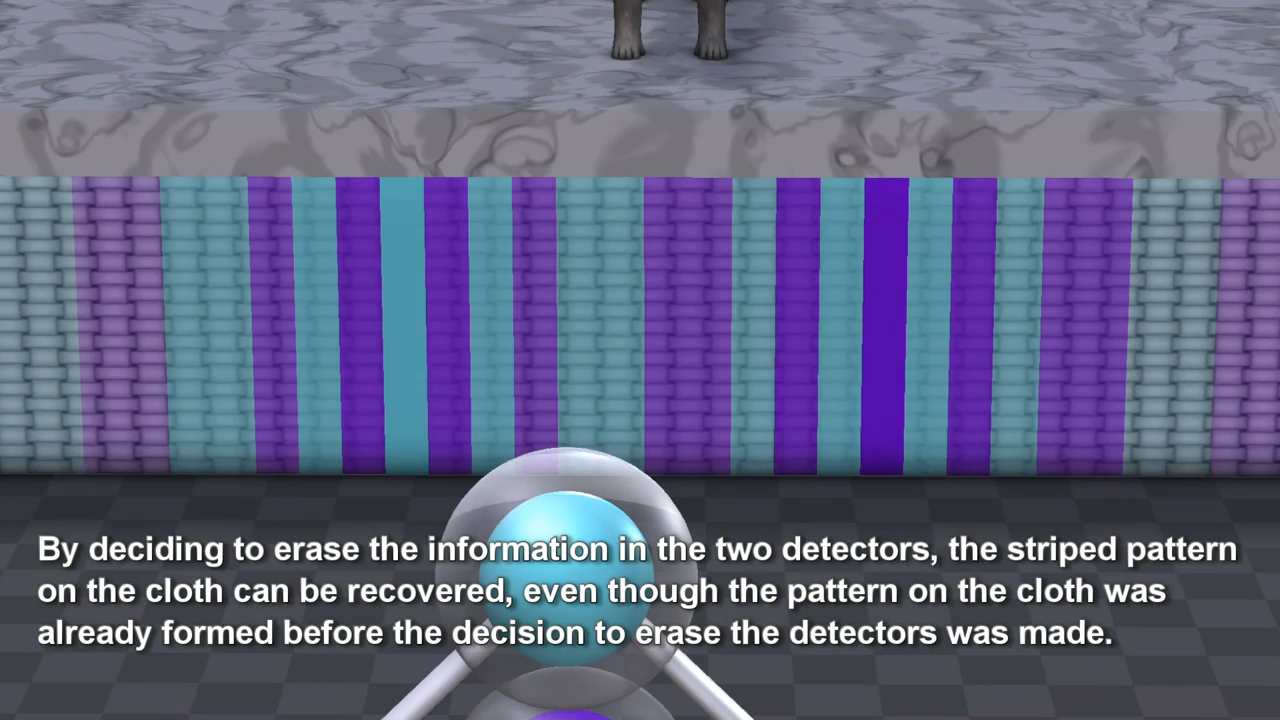 By deciding to erase the information in the two detectors, the striped pattern
on the cloth can be recovered, even though the pattern on the cloth was
already formed before the decision to erase the detectors was made.